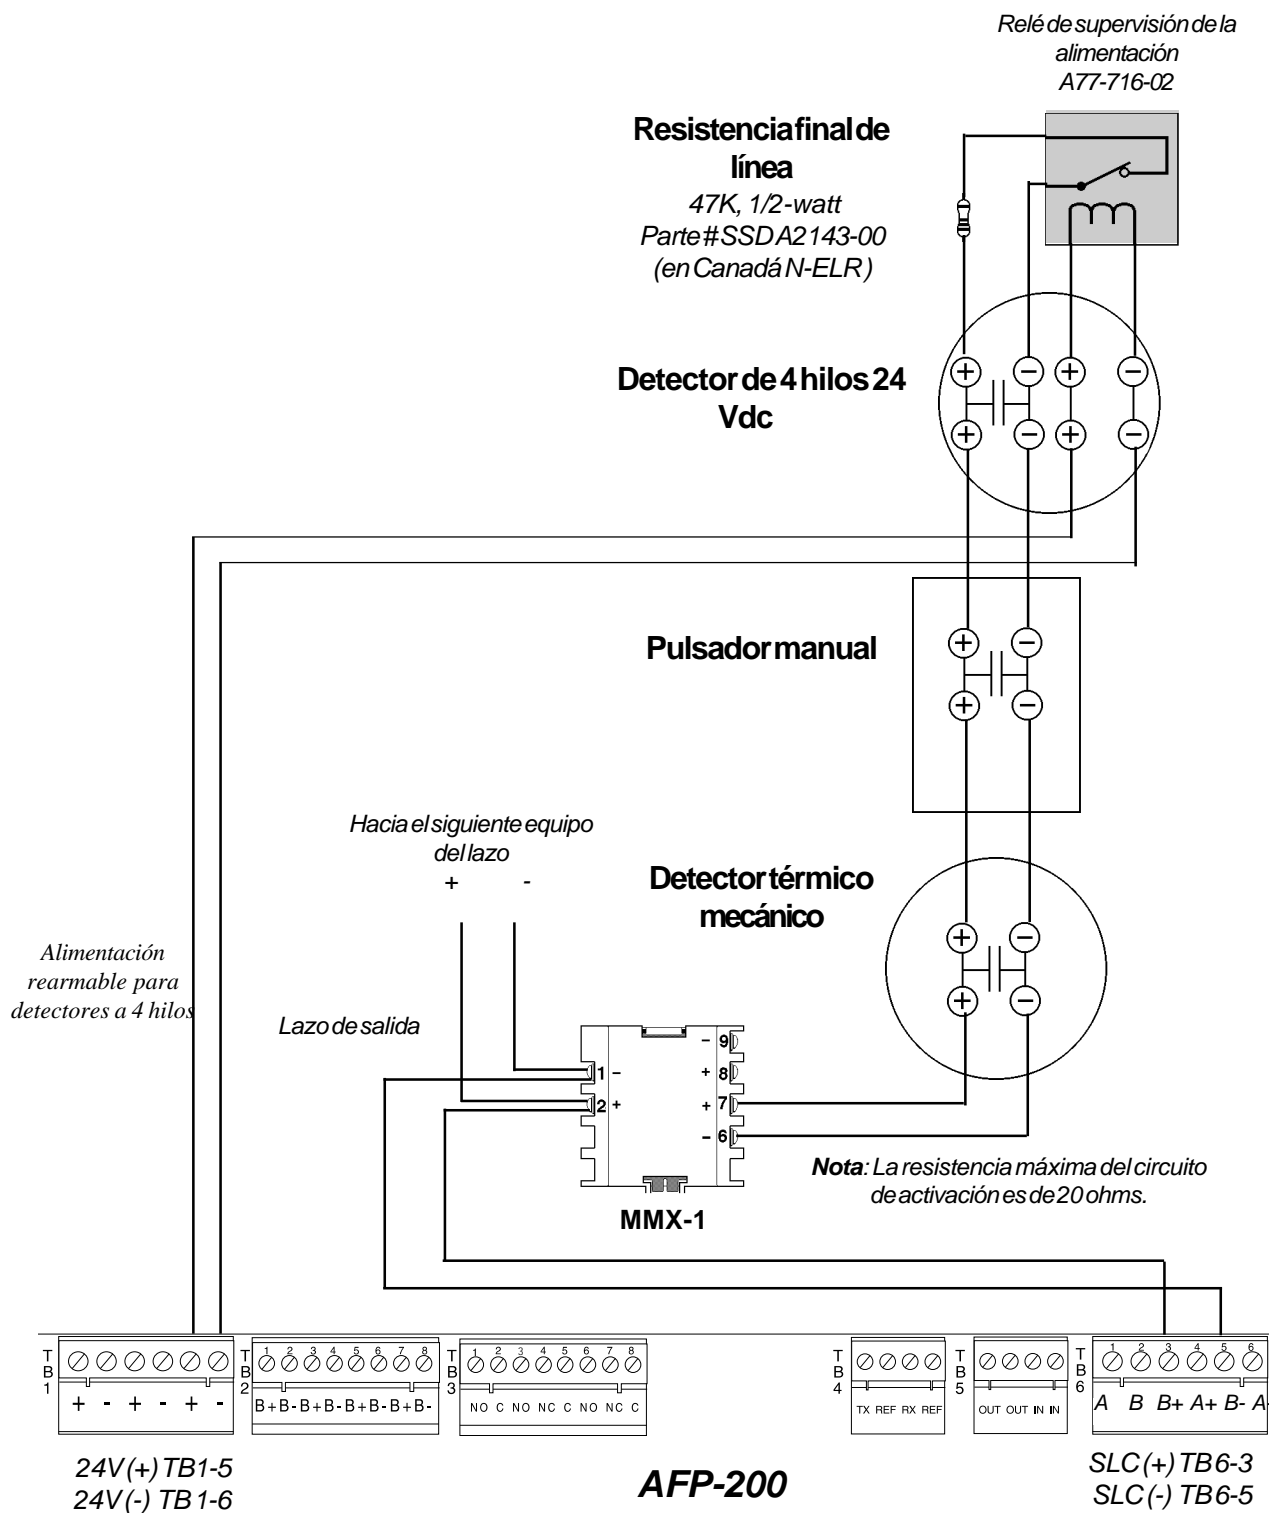 Relé de supervisión de la
alimentación
A77-716-02
Resistencia final de
línea
47K, 1/2-watt
Parte # SSDA2143-00
(en Canadá N-ELR)
Detector de 4 hilos 24
Vdc
+ - + -
+ - + -
Pulsador manual
+ -
+ -
Hacia el siguiente equipo
del lazo
+ -
Detector térmico
mecánico
+ -
+ -
Alimentación
rearmable para
detectores a 4 hilos
Lazo de salida
- 9
1 - + 8
2 + + 7
- 6
Nota: La resistencia máxima del circuito
de activación es de 20 ohms.
MMX-1
TB1
+ - + - + -
TB2
1 2 3 4 5 6 7 8
B+ B- B+ B- B+ B- B+ B-
TB3
1 2 3 4 5 6 7 8
NO C NO NC C NO NC C
TB4
TX REF RX REF
TB5
OUT OUT IN IN
TB6
1 2 3 4 5 6
A B B+ A+ B- A-
24V (+) TB1-5
24V (-) TB1-6
AFP-200
SLC (+) TB6-3
SLC (-) TB6-5